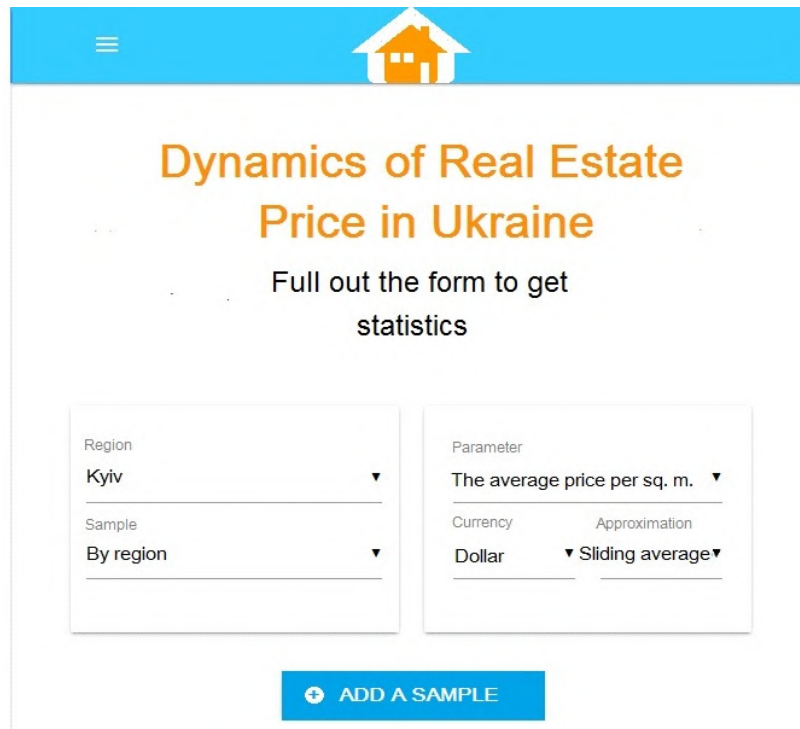 Dynamics of Real Estate
Price in Ukraine
Full out the form to get
statistics
Region
Kyiv
Sample
By region
Parameter
The average price per sq. m.
Currency Approximation
Dollar Sliding average
ADD A SAMPLE